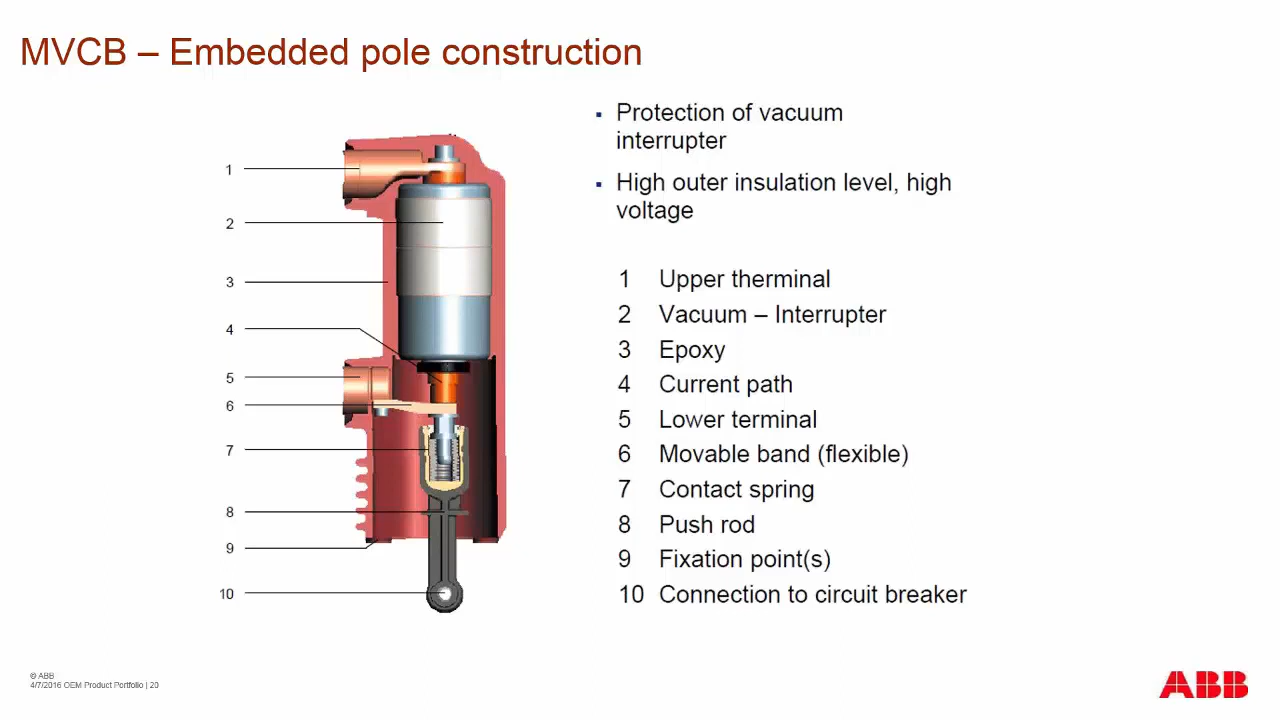 MVCB – Embedded pole construction
▪ Protection of vacuum
interrupter
▪ High outer insulation level, high
voltage
1
2
3
4
5
6
7
8
9
10
1 Upper therminal
2 Vacuum – Interrupter
3 Epoxy
4 Current path
5 Lower terminal
6 Movable band (flexible)
7 Contact spring
8 Push rod
9 Fixation point(s)
10 Connection to circuit breaker
© ABB
4/7/2016 OEM Product Portfolio | 20
ABB